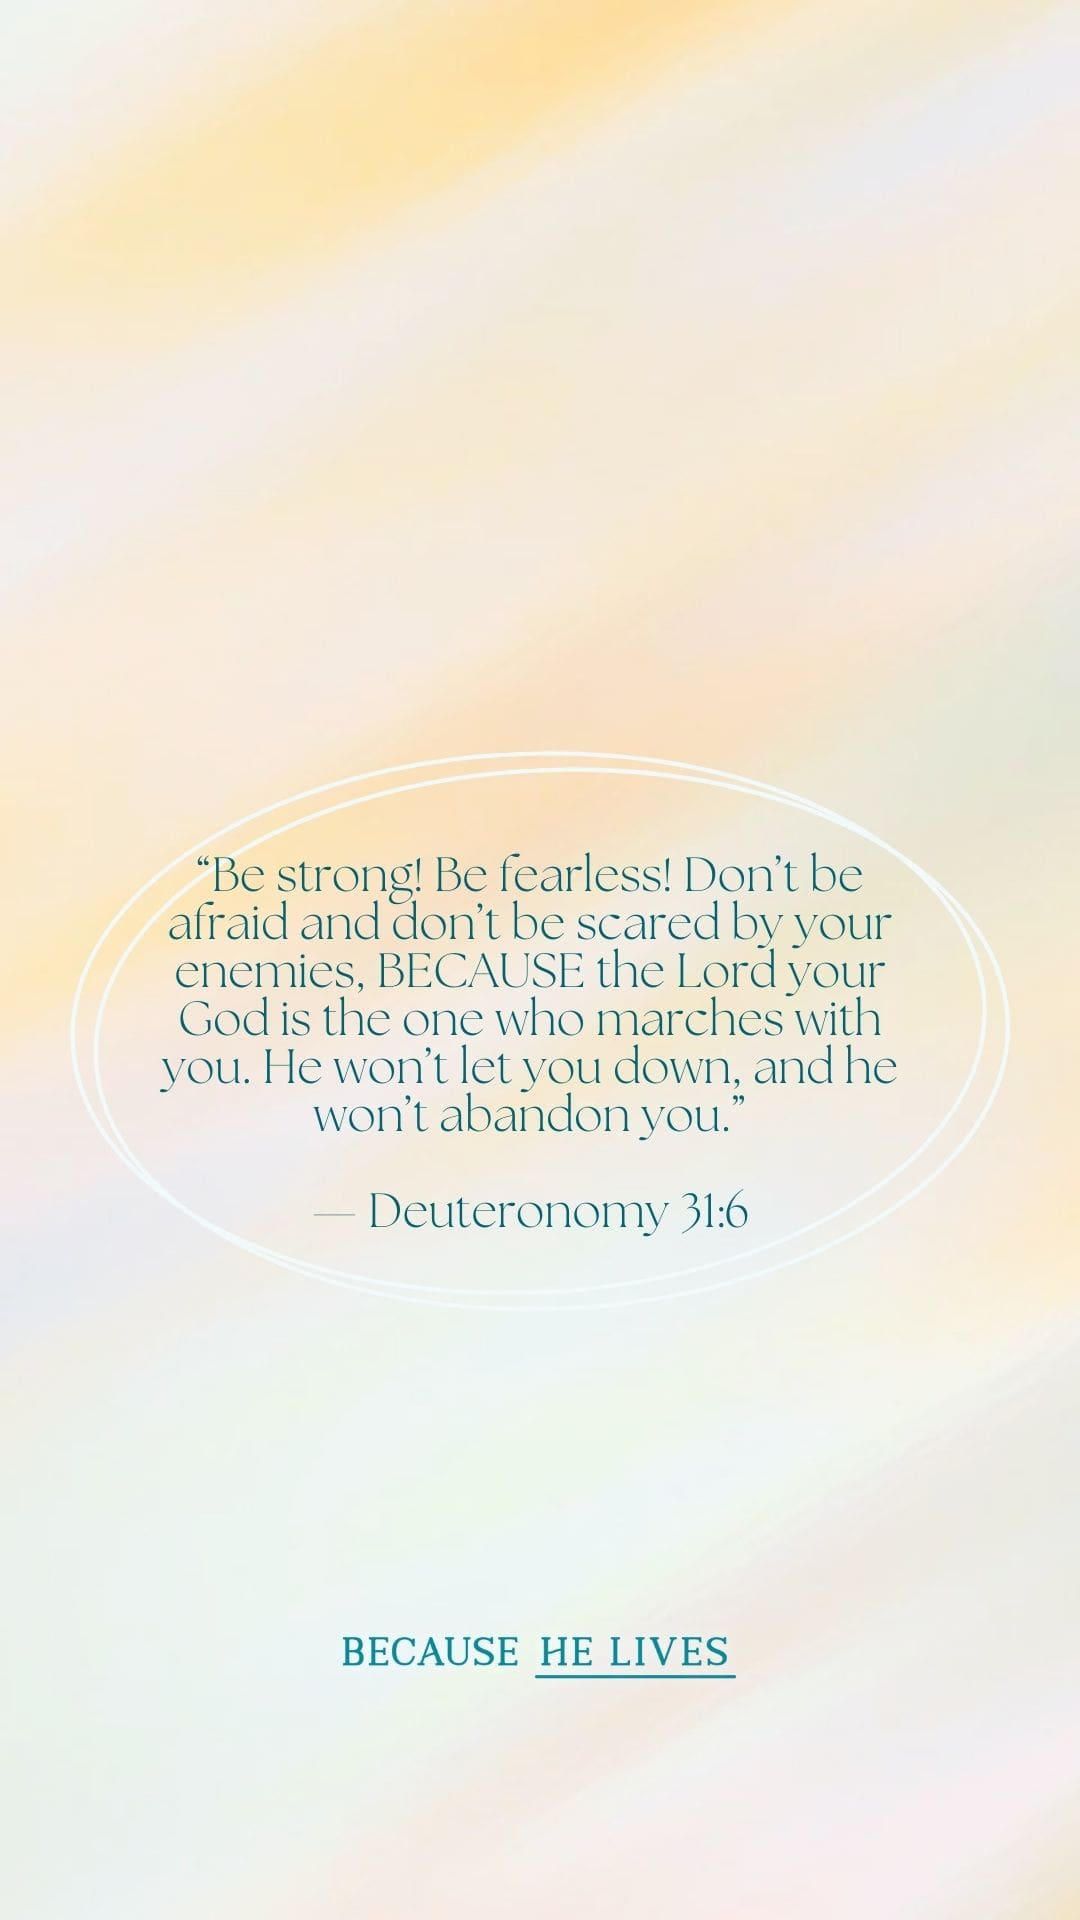 “Be strong! Be fearless! Don’t be
afraid and don’t be scared by your
enemies, BECAUSE the Lord your
God is the one who marches with
you. He won’t let you down, and he
won’t abandon you.”
— Deuteronomy 31:6
BECAUSE HE LIVES